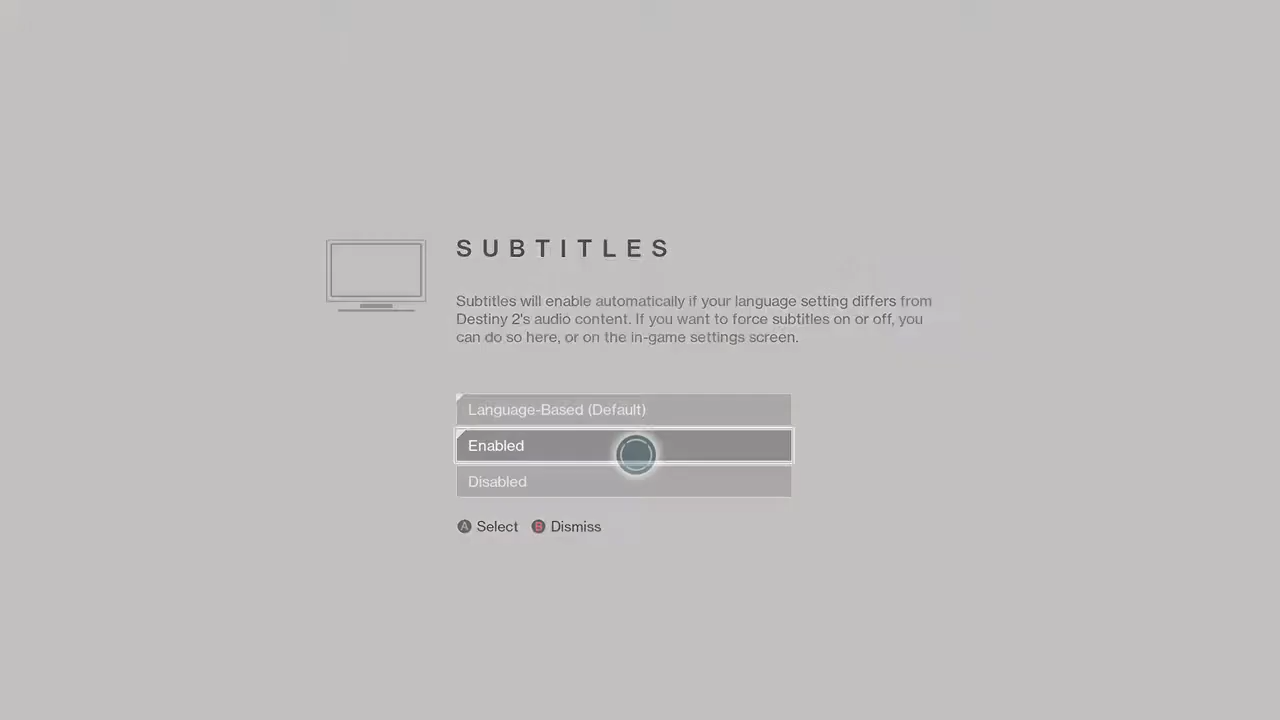 SUBTITLES
Subtitles will enable automatically if your language setting differs from
Destiny 2's audio content. If you want to force subtitles on or off, you
can do so here, or on the in-game settings screen.
Language-Based (Default)
Enabled
Disabled
A Select B Dismiss